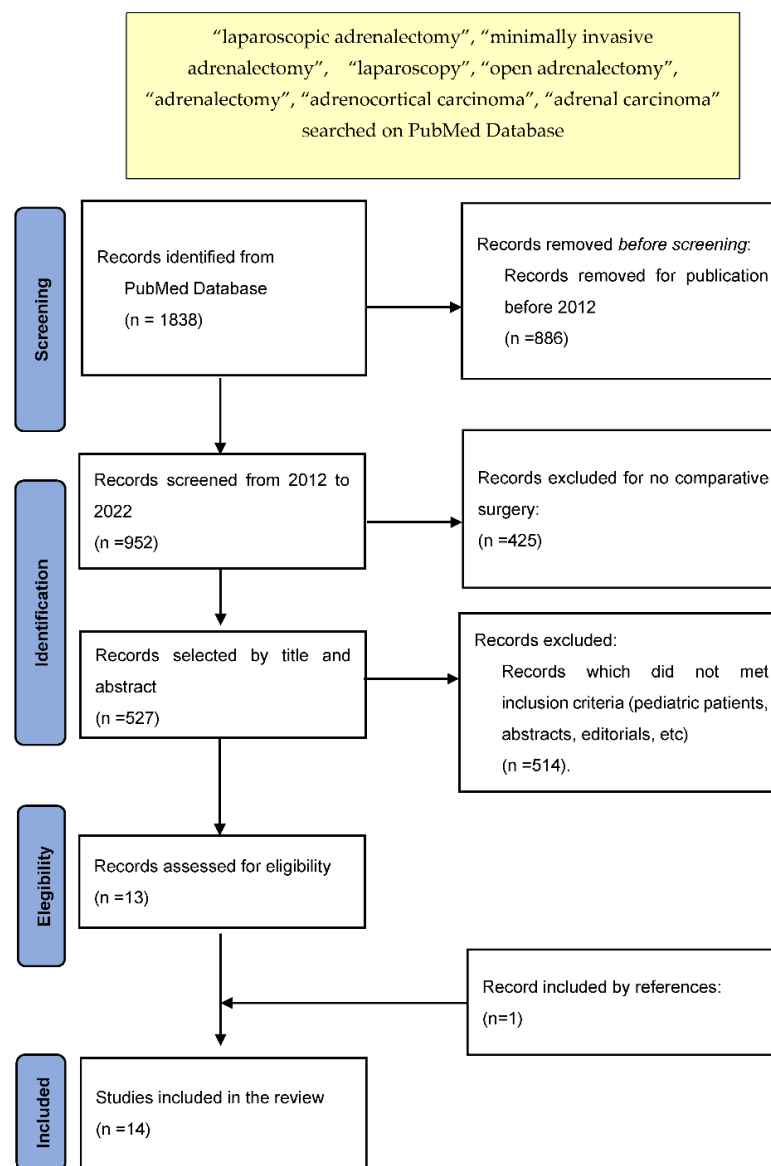 “laparoscopic adrenalectomy”, “minimally invasive
adrenalectomy”, “laparoscopy”, “open adrenalectomy”,
“adrenalectomy”, “adrenocortical carcinoma”, “adrenal carcinoma”
searched on PubMed Database
Screening
Records identified from
PubMed Database
(n = 1838)
Records removed before screening:
Records removed for publication
before 2012
(n =886)
Identification
Records screened from 2012 to
2022
(n =952)
Records excluded for no comparative
surgery:
(n =425)
Records selected by title and
abstract
(n =527)
Records excluded:
Records which did not met
inclusion criteria (pediatric patients,
abstracts, editorials, etc)
(n =514).
Elegibility
Records assessed for eligibility
(n =13)
Record included by references:
(n=1)
Included
Studies included in the review
(n =14)